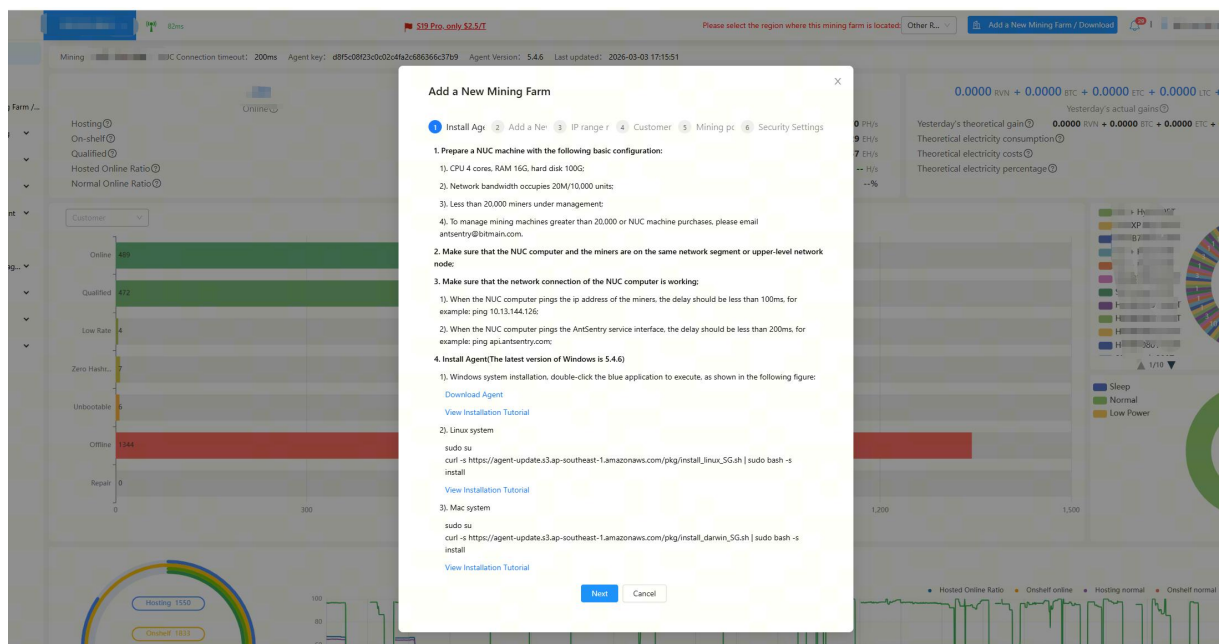 82ms
S19 Pro, only $2.5/T
Please select the region where this mining farm is located:
Other R...
Add a New Mining Farm / Download
Mining
UC Connection timeout: 200ms
Agent key: d8f5c08f23c0c02c4fa2c686366c37b9
Agent Version: 5.4.6
Last updated: 2026-03-03 17:15:51
Farm /...
Online
Hosting
On-shelf
Qualified
Hosted Online Ratio
Normal Online Ratio
0 EH/s
9 EH/s
7 EH/s
-- H/s
--%
0.0000 RVN + 0.0000 BTC + 0.0000 ETC + 0.0000 LTC +
Yesterday's actual gains
Yesterday's theoretical gain
0.0000 RVN + 0.0000 BTC + 0.0000 ETC +
Theoretical electricity consumption
Theoretical electricity costs
Theoretical electricity percentage
Customer
Online
489
Qualified
472
Low Rate
4
Zero Hash...
7
Unbootable
6
Offline
1344
Repair
0
0
300
1,200
1,500
1/10
Sleep
Normal
Low Power
Hosting 1550
Onshelf 1833
100
80
Hosted Online Ratio
Onshelf online
Hosting normal
Onshelf normal
Add a New Mining Farm
1 Install Age
2 Add a Ne
3 IP range r
4 Customer
5 Mining po
6 Security Settings
1. Prepare a NUC machine with the following basic configuration:
1). CPU 4 cores, RAM 16G, hard disk 100G;
2). Network bandwidth occupies 20M/10,000 units;
3). Less than 20,000 miners under management;
4). To manage mining machines greater than 20,000 or NUC machine purchases, please email
antsentry@bitmain.com.
2. Make sure that the NUC computer and the miners are on the same network segment or upper-level network
node;
3. Make sure that the network connection of the NUC computer is working;
1). When the NUC computer pings the ip address of the miners, the delay should be less than 100ms, for
example: ping 10.13.144.126;
2). When the NUC computer pings the AntSentry service interface, the delay should be less than 200ms, for
example: ping api.antsentry.com;
4. Install Agent(The latest version of Windows is 5.4.6)
1). Windows system installation, double-click the blue application to execute, as shown in the following figure:
Download Agent
View Installation Tutorial
2). Linux system
sudo su
curl -s https://agent-update.s3.ap-southeast-1.amazonaws.com/pkg/install_linux_SG.sh | sudo bash -s
install
View Installation Tutorial
3). Mac system
sudo su
curl -s https://agent-update.s3.ap-southeast-1.amazonaws.com/pkg/install_darwin_SG.sh | sudo bash -s
install
View Installation Tutorial
Next
Cancel